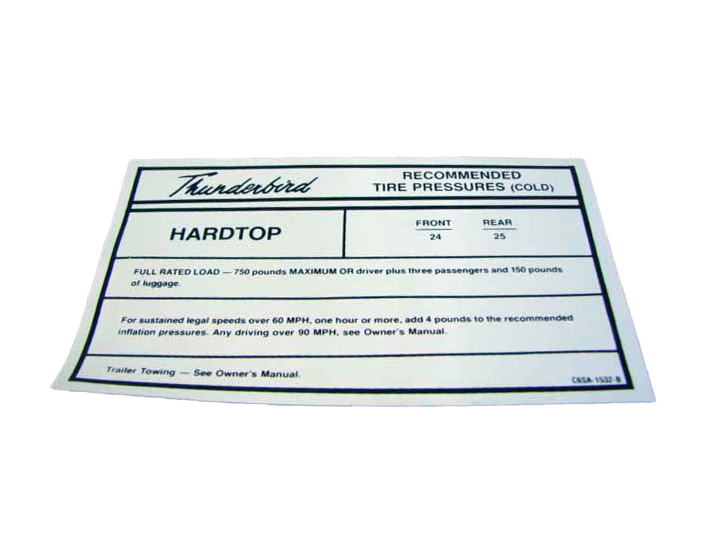 Thunderbird
RECOMMENDED
TIRE PRESSURES (COLD)
HARDTOP
FRONT REAR
24 25
FULL RATED LOAD — 750 pounds MAXIMUM OR driver plus three passengers and 150 pounds
of luggage.
For sustained legal speeds over 60 MPH, one hour or more, add 4 pounds to the recommended
inflation pressures. Any driving over 90 MPH, see Owner's Manual.
Trailer Towing — See Owner's Manual.